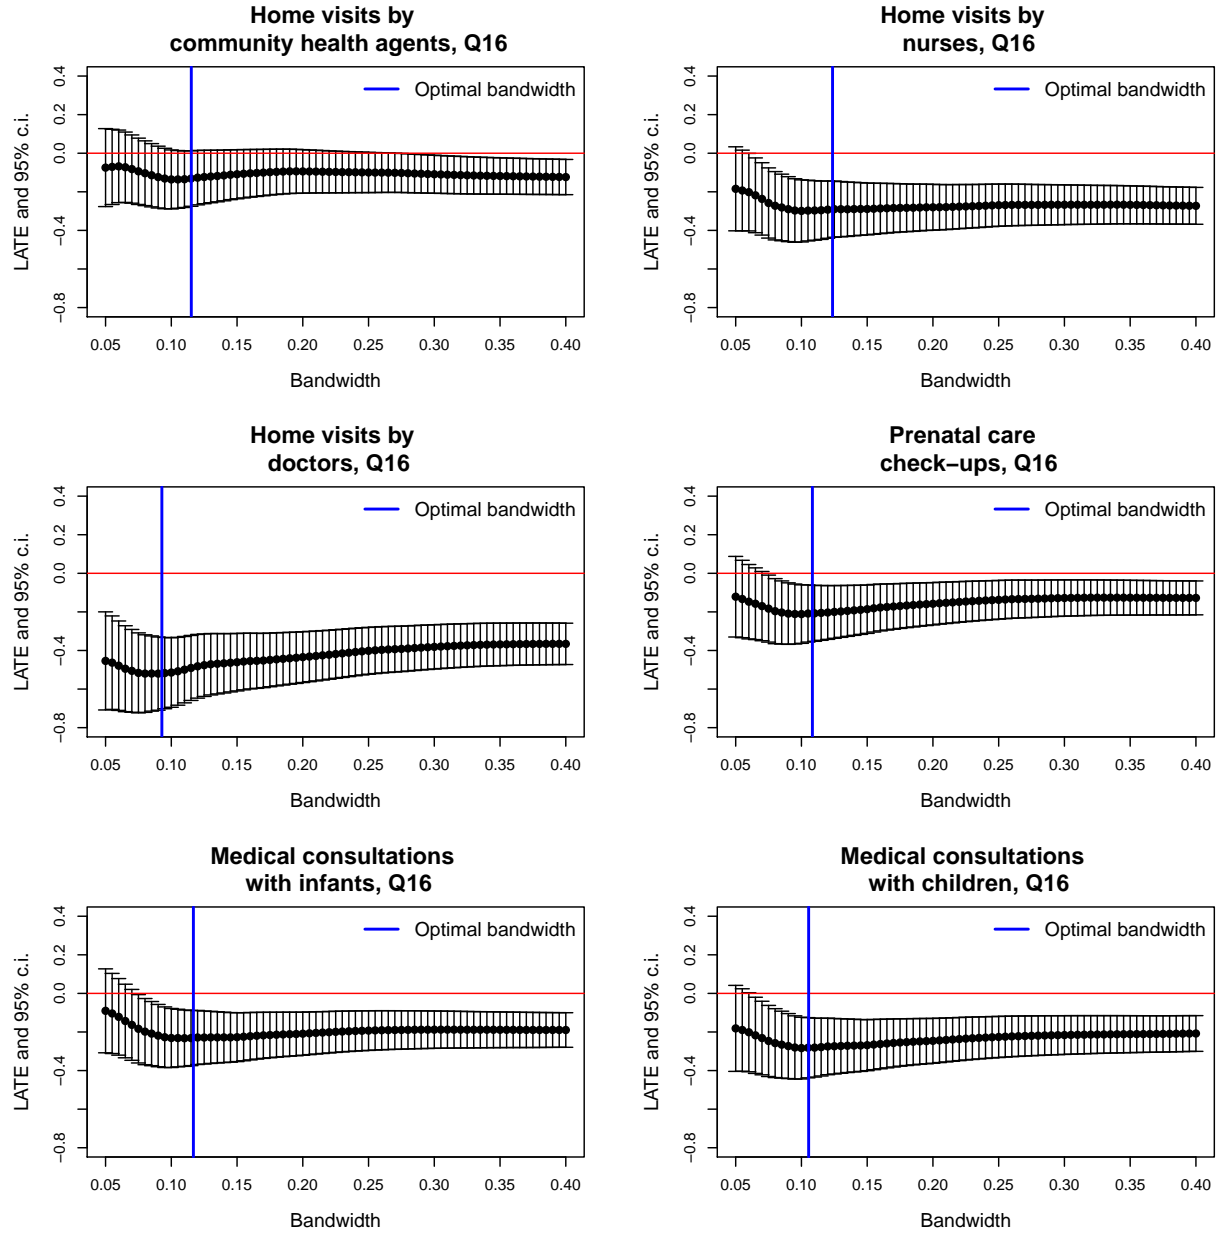 Home visits by
community health agents, Q16
LATE and 95% c.i.
0.4
0.2
0.0
−0.4
−0.8
Optimal bandwidth
0.05 0.10 0.15 0.20 0.25 0.30 0.35 0.40
Bandwidth
Home visits by
nurses, Q16
LATE and 95% c.i.
0.4
0.2
0.0
−0.4
−0.8
Optimal bandwidth
0.05 0.10 0.15 0.20 0.25 0.30 0.35 0.40
Bandwidth
Home visits by
doctors, Q16
LATE and 95% c.i.
0.4
0.2
0.0
−0.4
−0.8
Optimal bandwidth
0.05 0.10 0.15 0.20 0.25 0.30 0.35 0.40
Bandwidth
Prenatal care
check−ups, Q16
LATE and 95% c.i.
0.4
0.2
0.0
−0.4
−0.8
Optimal bandwidth
0.05 0.10 0.15 0.20 0.25 0.30 0.35 0.40
Bandwidth
Medical consultations
with infants, Q16
LATE and 95% c.i.
0.4
0.2
0.0
−0.4
−0.8
Optimal bandwidth
0.05 0.10 0.15 0.20 0.25 0.30 0.35 0.40
Bandwidth
Medical consultations
with children, Q16
LATE and 95% c.i.
0.4
0.2
0.0
−0.4
−0.8
Optimal bandwidth
0.05 0.10 0.15 0.20 0.25 0.30 0.35 0.40
Bandwidth